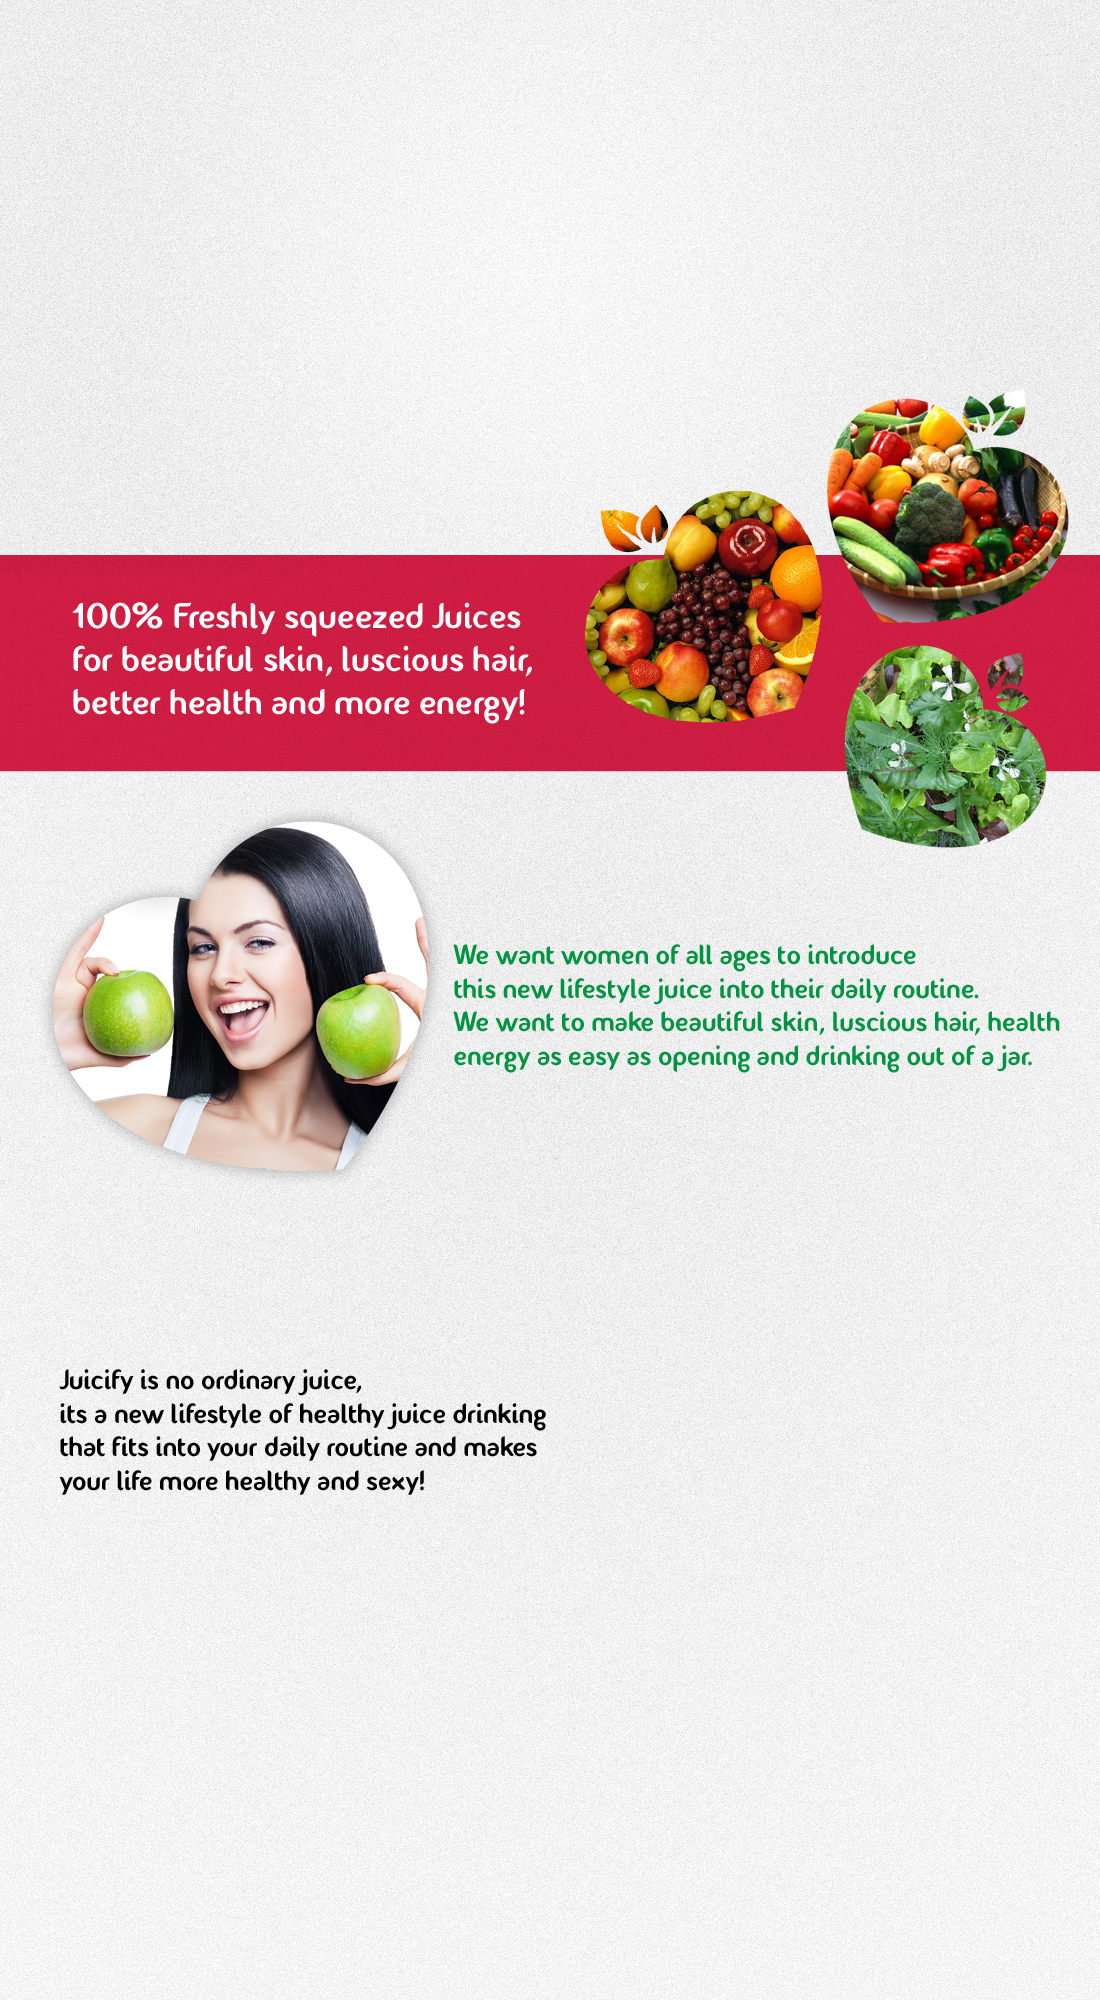 100% Freshly squeezed Juices
for beautiful skin, luscious hair,
better health and more energy!
We want women of all ages to introduce
this new lifestyle juice into their daily routine.
We want to make beautiful skin, luscious hair, health
energy as easy as opening and drinking out of a jar.
Juicify is no ordinary juice,
its a new lifestyle of healthy juice drinking
that fits into your daily routine and makes
your life more healthy and sexy!